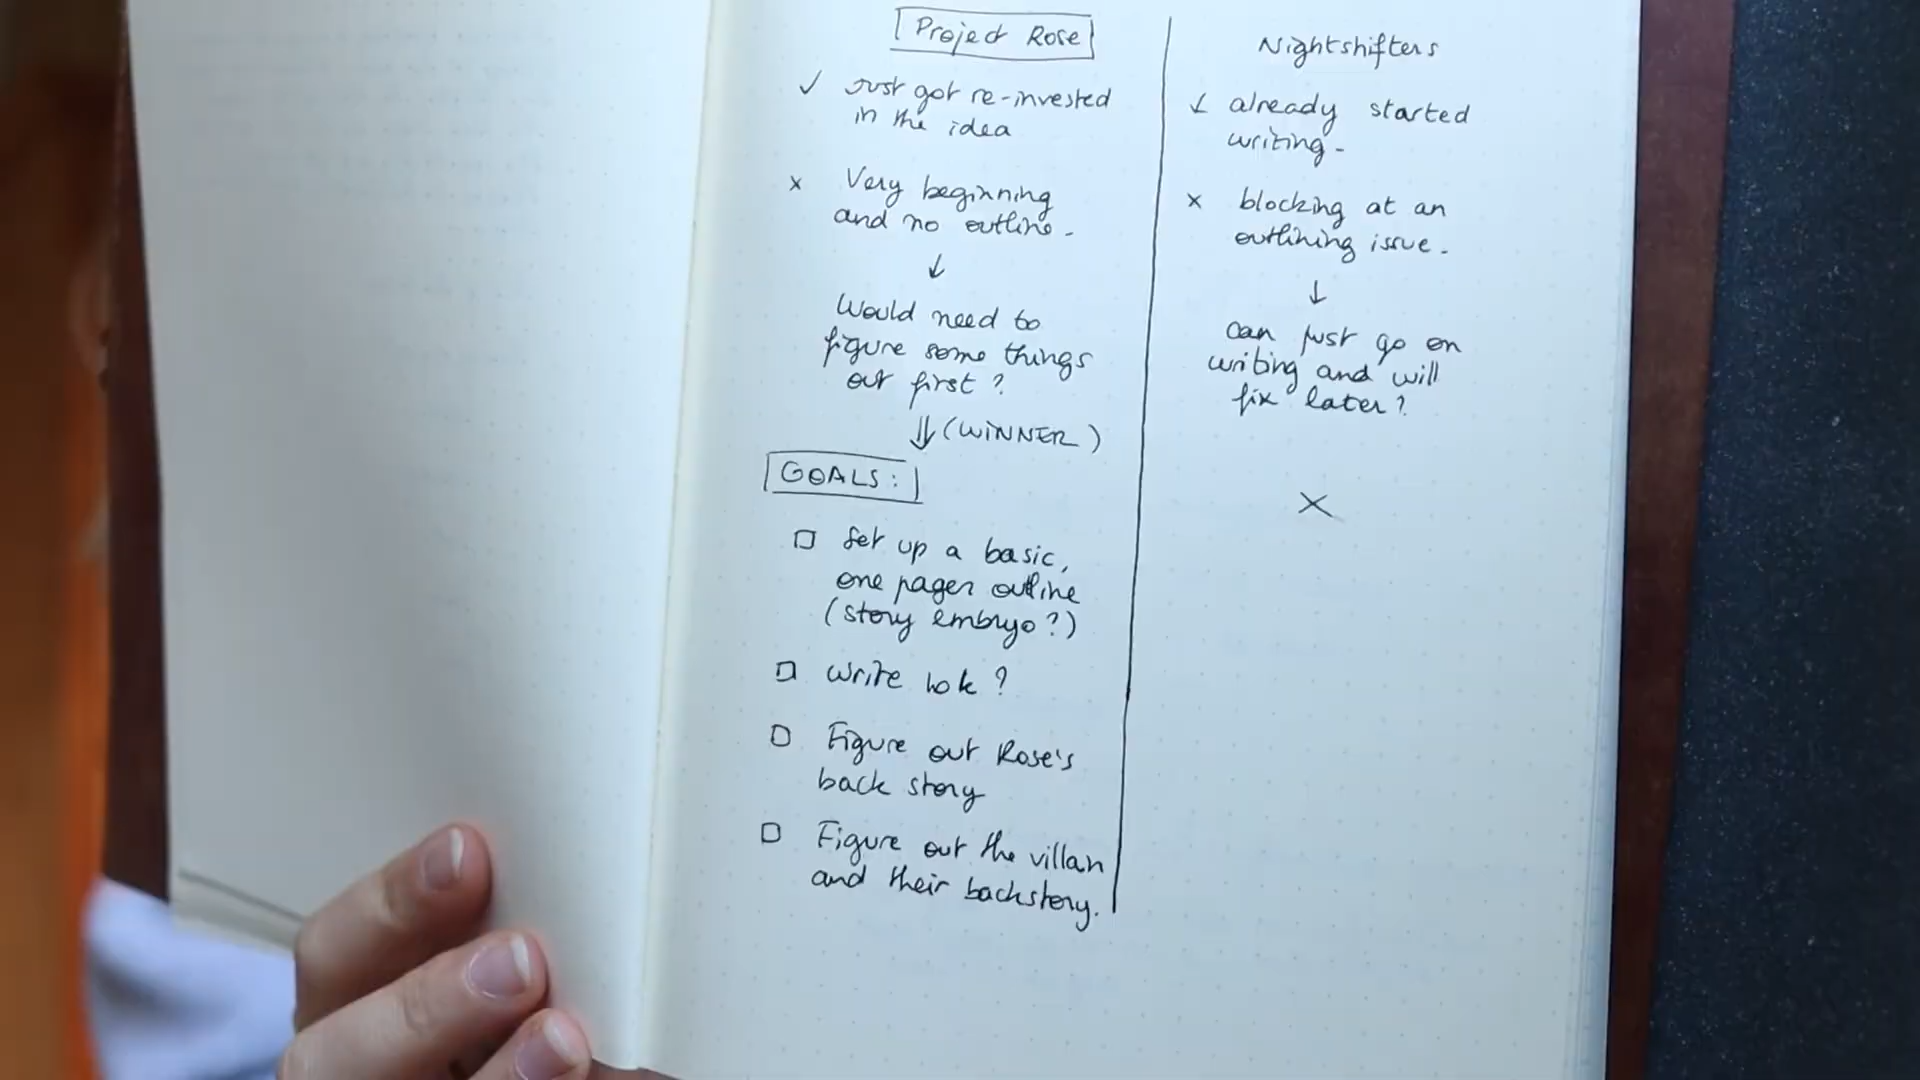 Project Rose
✓ Just got re-invested
in the idea
x Very beginning
and no outline -
↓
Would need to
figure some things
out first ?
⇓ (WINNER)
GOALS:
□ Set up a basic,
one pager outline
(story embryo?)
□ Write 10k ?
□ Figure out Rose's
back story
□ Figure out the villan
and their backstory.
Nightshifters
✓ already started
writing -
x blocking at an
outlining issue -
↓
Can just go on
writing and will
fix later ?
X